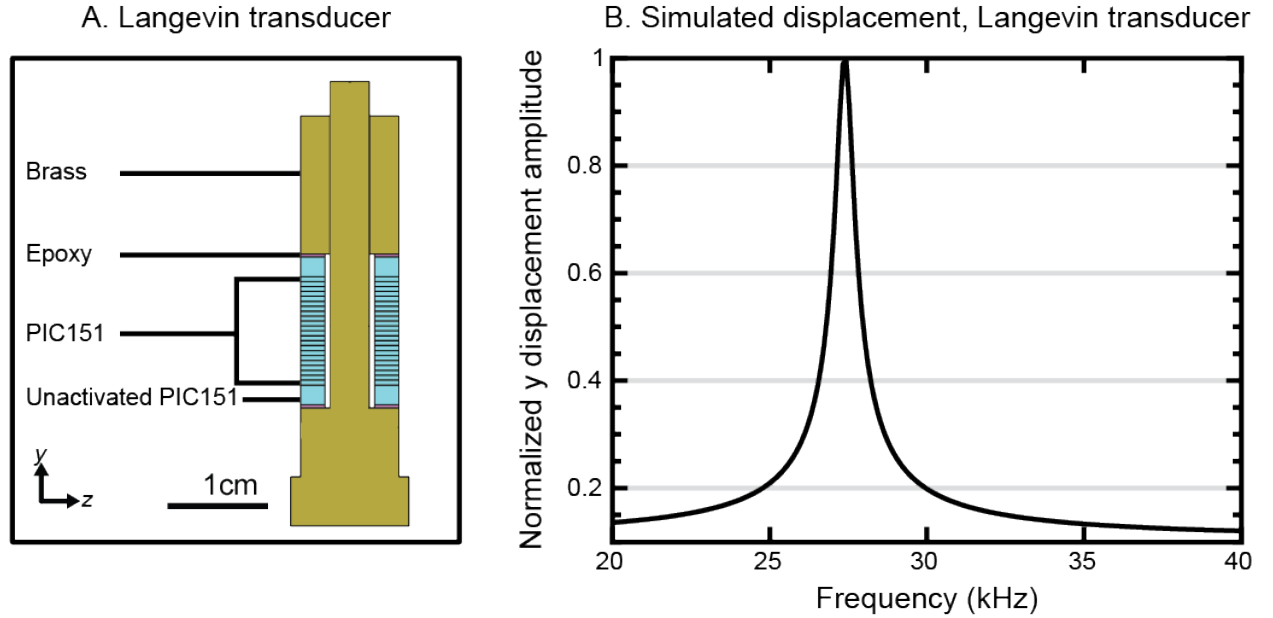 A. Langevin transducer
Brass
Epoxy
PIC151
Unactivated PIC151
y
z
1cm
B. Simulated displacement, Langevin transducer
Normalized y displacement amplitude
1
0.8
0.6
0.4
0.2
20
25
30
35
40
Frequency (kHz)